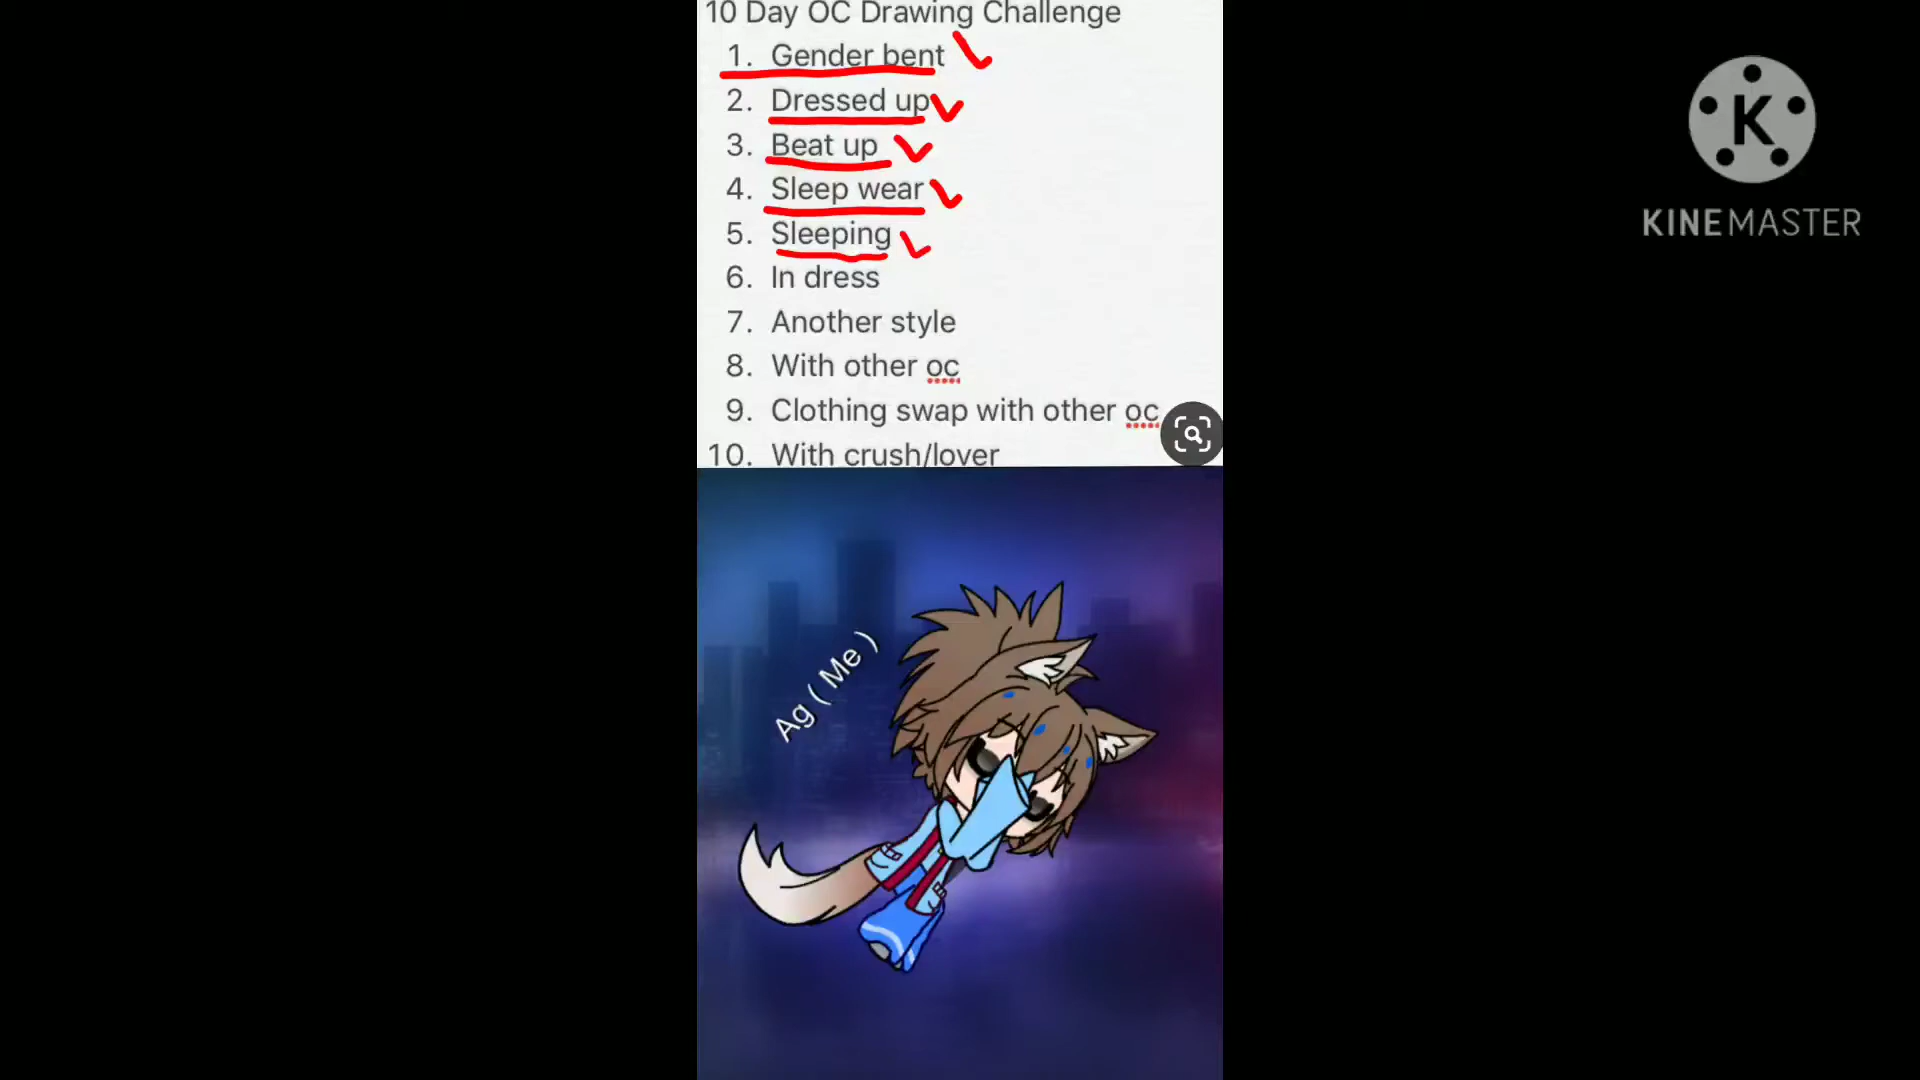 10 Day OC Drawing Challenge
1. Gender bent
2. Dressed up
3. Beat up
4. Sleep wear
5. Sleeping
6. In dress
7. Another style
8. With other oc
9. Clothing swap with other oc
10. With crush/lover
Ag ( Me )
K
KINEMASTER